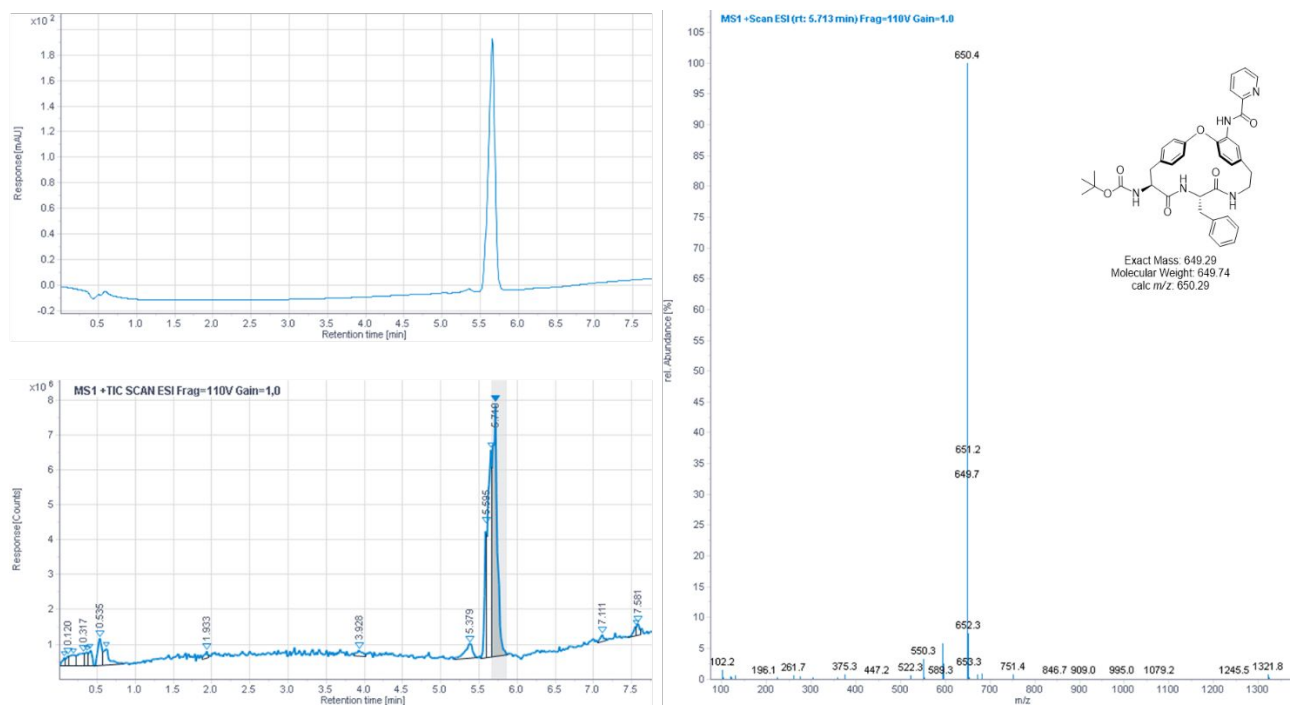 x10 2
1.8
1.6
1.4
1.2
1.0
0.8
0.6
0.4
0.2
0.0
-0.2
Response[mAU]
0.5 1.0 1.5 2.0 2.5 3.0 3.5 4.0 4.5 5.0 5.5 6.0 6.5 7.0 7.5
Retention time [min]
x10 6
MS1 +TIC SCAN ESI Frag=110V Gain=1,0
8
7
6
5
4
3
2
1
Response[Counts]
0.120
0.317
0.535
1.933
3.928
5.379
5.595
7.111
7.581
0.5 1.0 1.5 2.0 2.5 3.0 3.5 4.0 4.5 5.0 5.5 6.0 6.5 7.0 7.5
Retention time [min]
MS1 +Scan ESI (rt: 5.713 min) Frag=110V Gain=1.0
105
100
95
90
85
80
75
70
65
60
55
50
45
40
35
30
25
20
15
10
5
0
rel. Abundance [%]
650.4
651.2
649.7
652.3
653.3
550.3
102.2
196.1
261.7
375.3
447.2
522.3
589.3
751.4
846.7
909.0
995.0
1079.2
1245.5
1321.8
100 200 300 400 500 600 700 800 900 1000 1100 1200 1300
m/z
N
HN
O
O
O
O
N
H
O
H
N
O
N
H
Exact Mass: 649.29
Molecular Weight: 649.74
calc m/z: 650.29